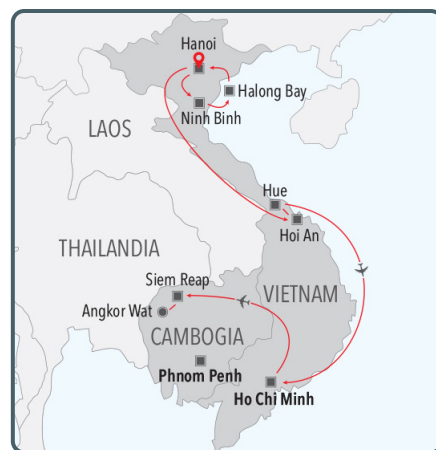 Hanoi
Halong Bay
Ninh Binh
LAOS
Hue
Hoi An
THAILANDIA
Siem Reap
VIETNAM
Angkor Wat
CAMBOGIA
Phnom Penh
Ho Chi Minh